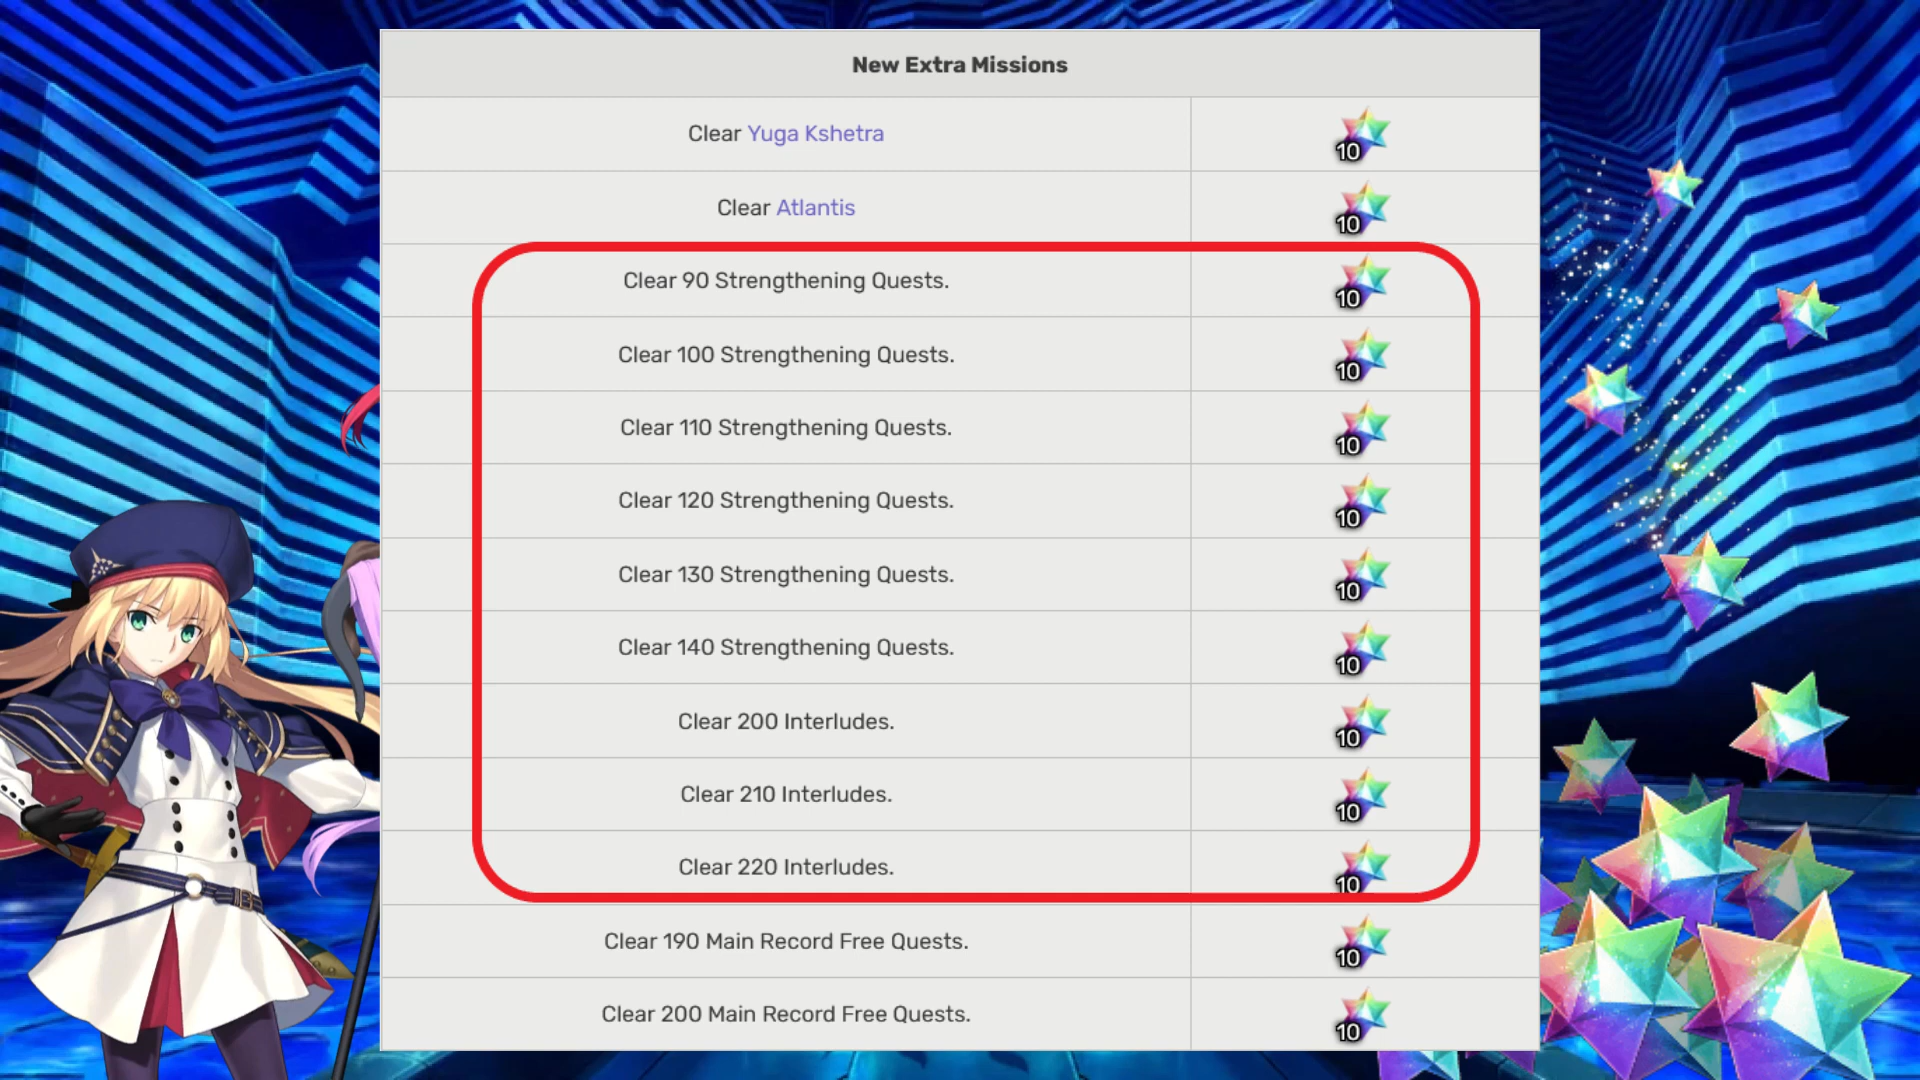 New Extra Missions
Clear Yuga Kshetra
10
Clear Atlantis
10
Clear 90 Strengthening Quests.
10
Clear 100 Strengthening Quests.
10
Clear 110 Strengthening Quests.
10
Clear 120 Strengthening Quests.
10
Clear 130 Strengthening Quests.
10
Clear 140 Strengthening Quests.
10
Clear 200 Interludes.
10
Clear 210 Interludes.
10
Clear 220 Interludes.
10
Clear 190 Main Record Free Quests.
10
Clear 200 Main Record Free Quests.
10